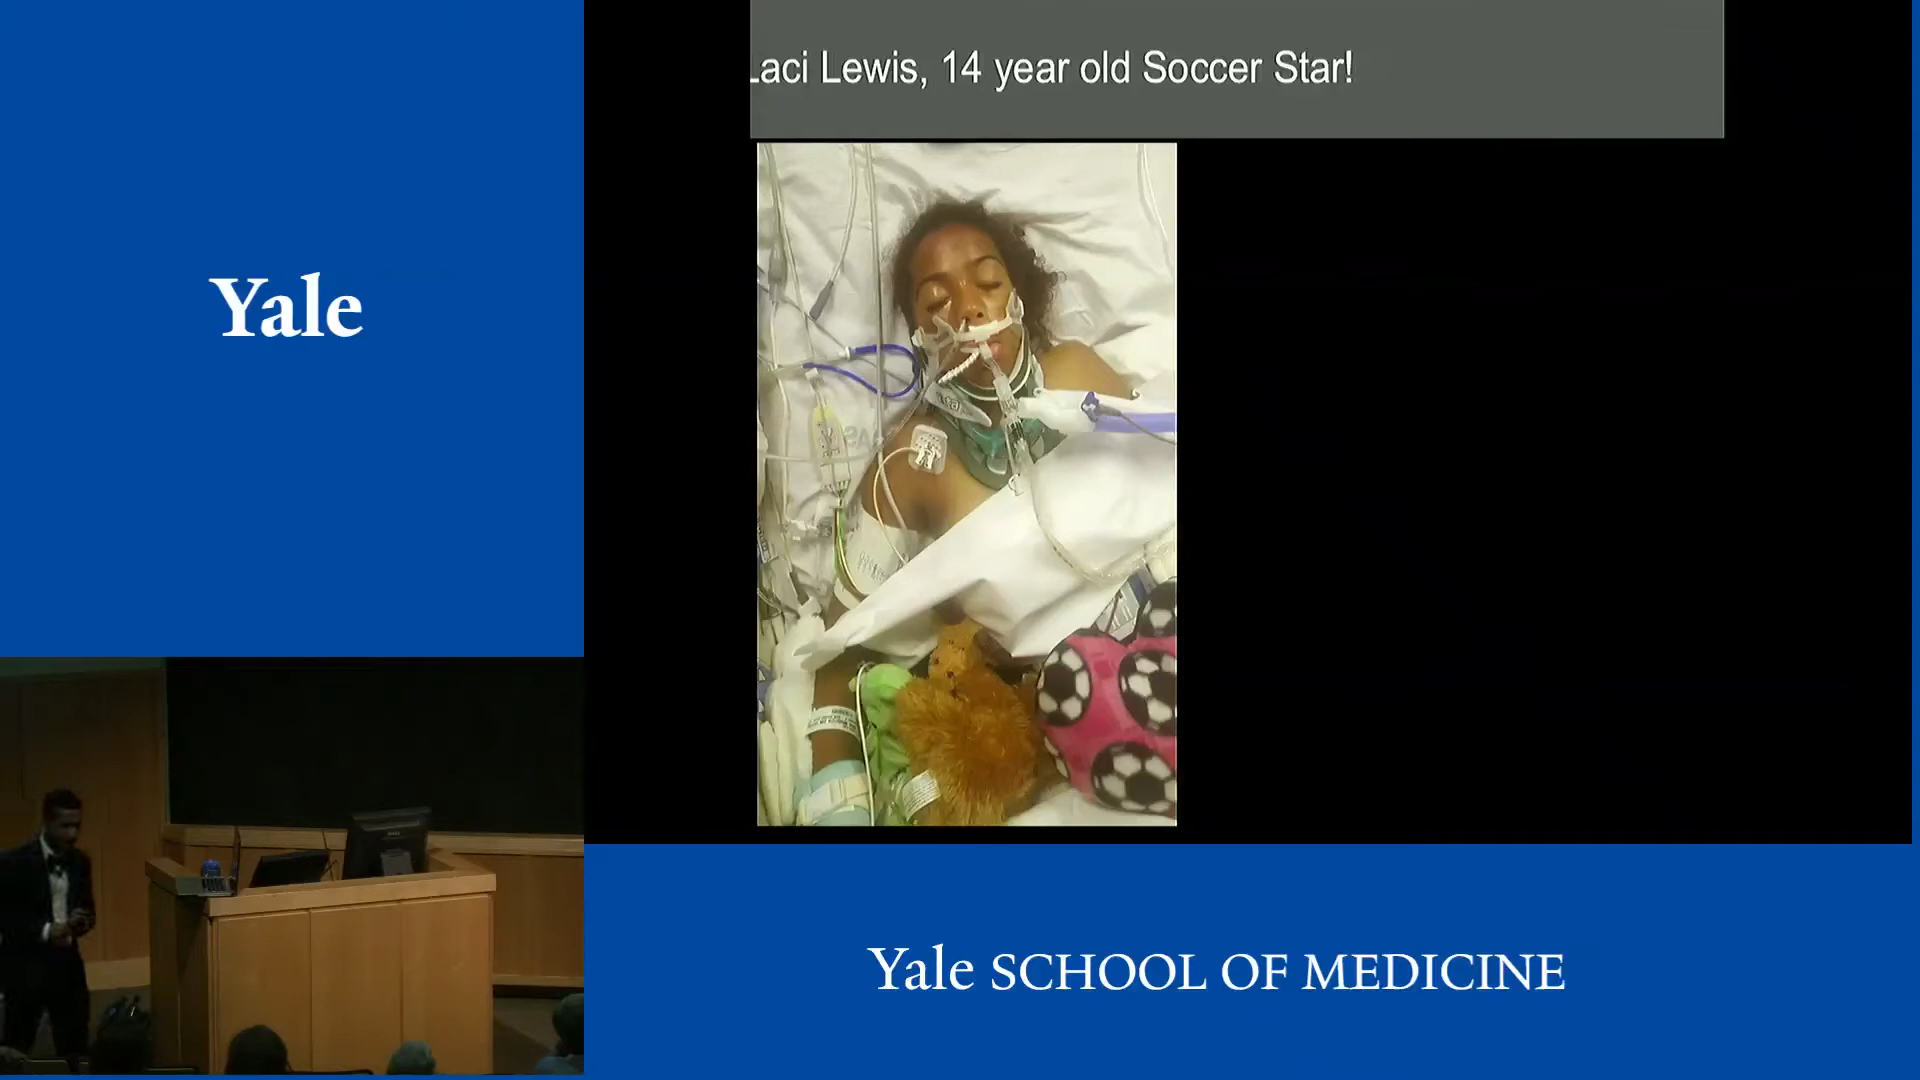 Laci Lewis, 14 year old Soccer Star!
Yale
Yale SCHOOL OF MEDICINE